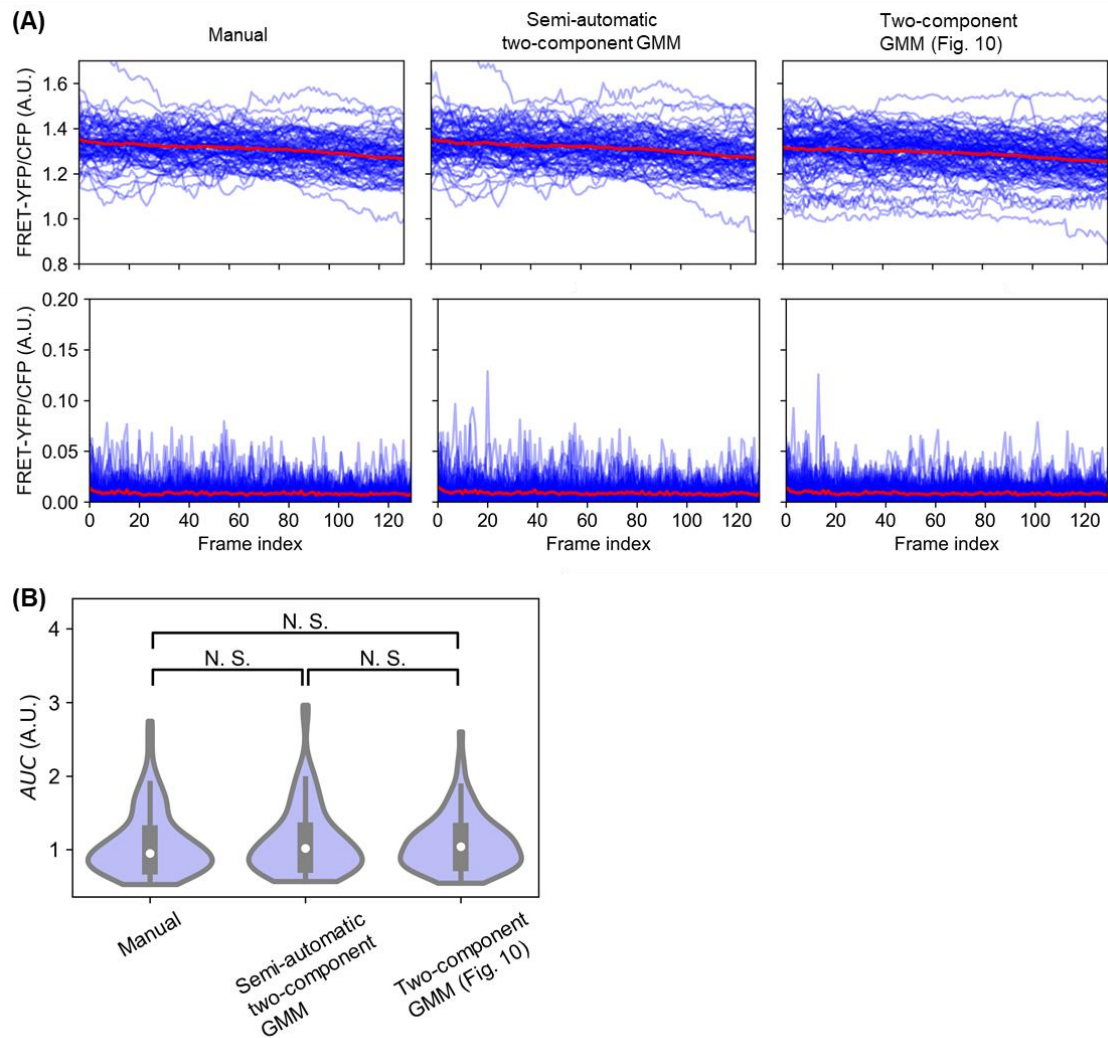 (A)
Manual
Semi-automatic
two-component GMM
Two-component
GMM (Fig. 10)
FRET-YFP/CFP (A.U.)
1.6
1.4
1.2
1.0
0.8
FRET-YFP/CFP (A.U.)
0.20
0.15
0.10
0.05
0.00
0 20 40 60 80 100 120
0 20 40 60 80 100 120
0 20 40 60 80 100 120
Frame index
Frame index
Frame index
(B)
AUC (A.U.)
4
3
2
1
N. S.
N. S.
N. S.
Manual
Semi-automatic
two-component
GMM
Two-component
GMM (Fig. 10)